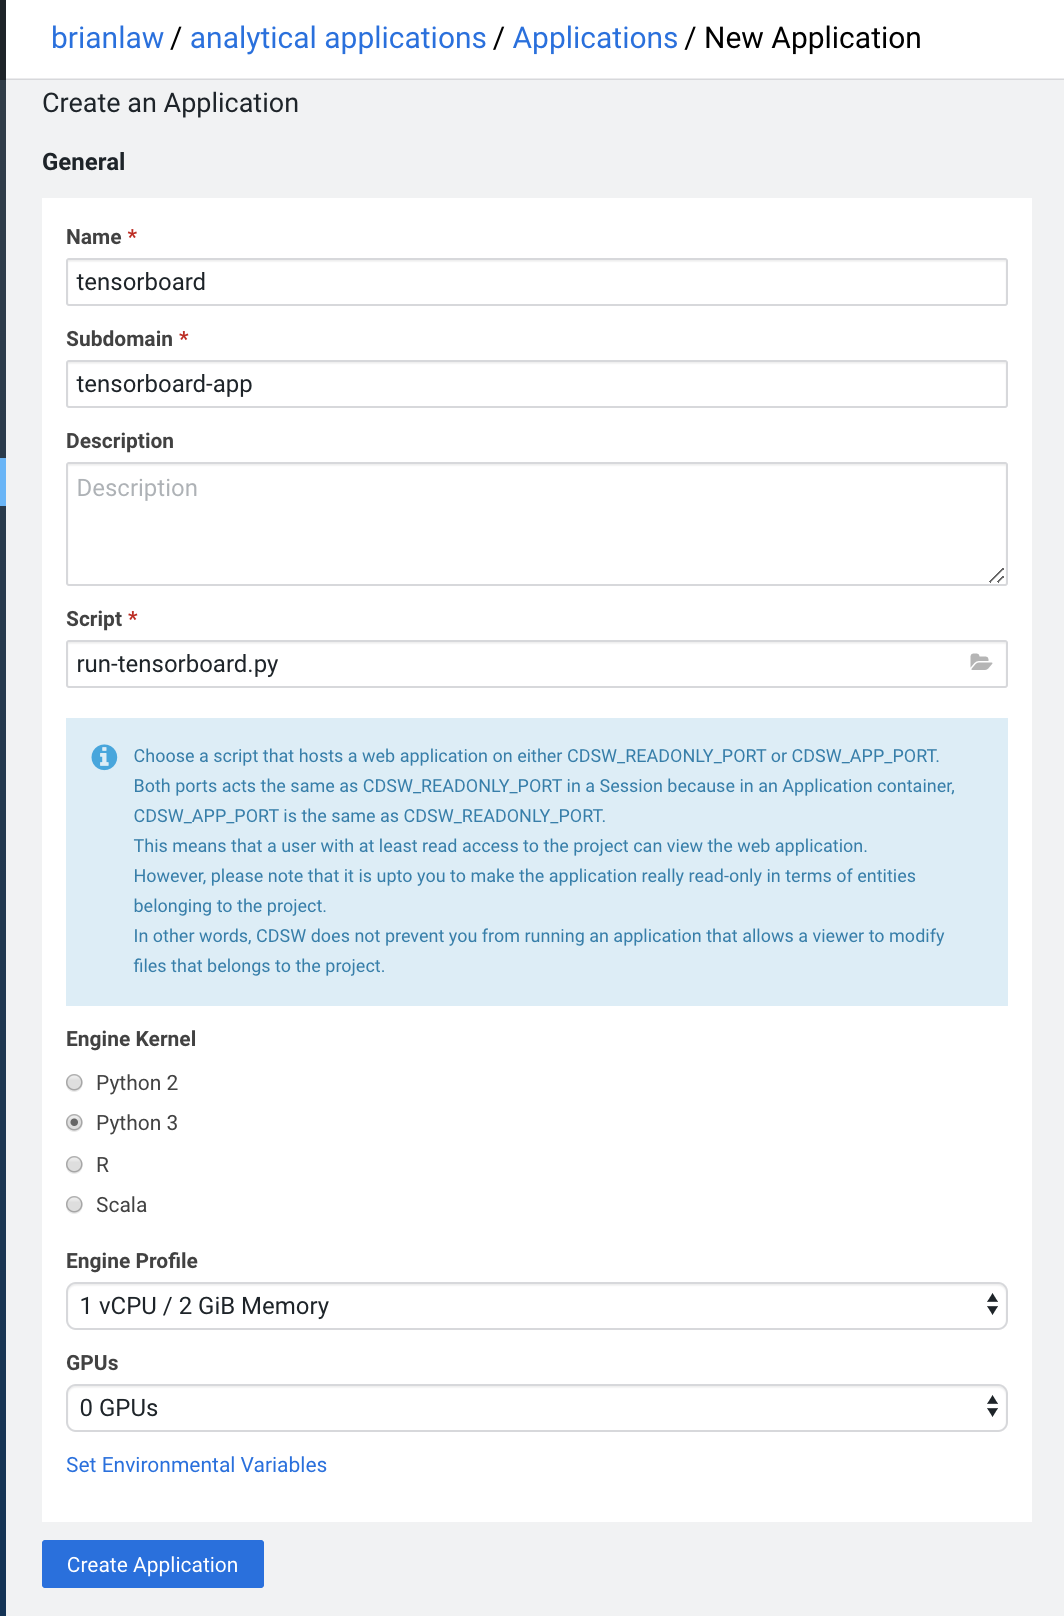 brianlaw / analytical applications / Applications / New Application
Create an Application
General
Name *
tensorboard
Subdomain *
tensorboard-app
Description
Description
Script *
run-tensorboard.py
Choose a script that hosts a web application on either CDSW_READONLY_PORT or CDSW_APP_PORT.
Both ports acts the same as CDSW_READONLY_PORT in a Session because in an Application container,
CDSW_APP_PORT is the same as CDSW_READONLY_PORT.
This means that a user with at least read access to the project can view the web application.
However, please note that it is upto you to make the application really read-only in terms of entities
belonging to the project.
In other words, CDSW does not prevent you from running an application that allows a viewer to modify
files that belongs to the project.
Engine Kernel
Python 2
Python 3
R
Scala
Engine Profile
1 vCPU / 2 GiB Memory
GPUs
0 GPUs
Set Environmental Variables
Create Application